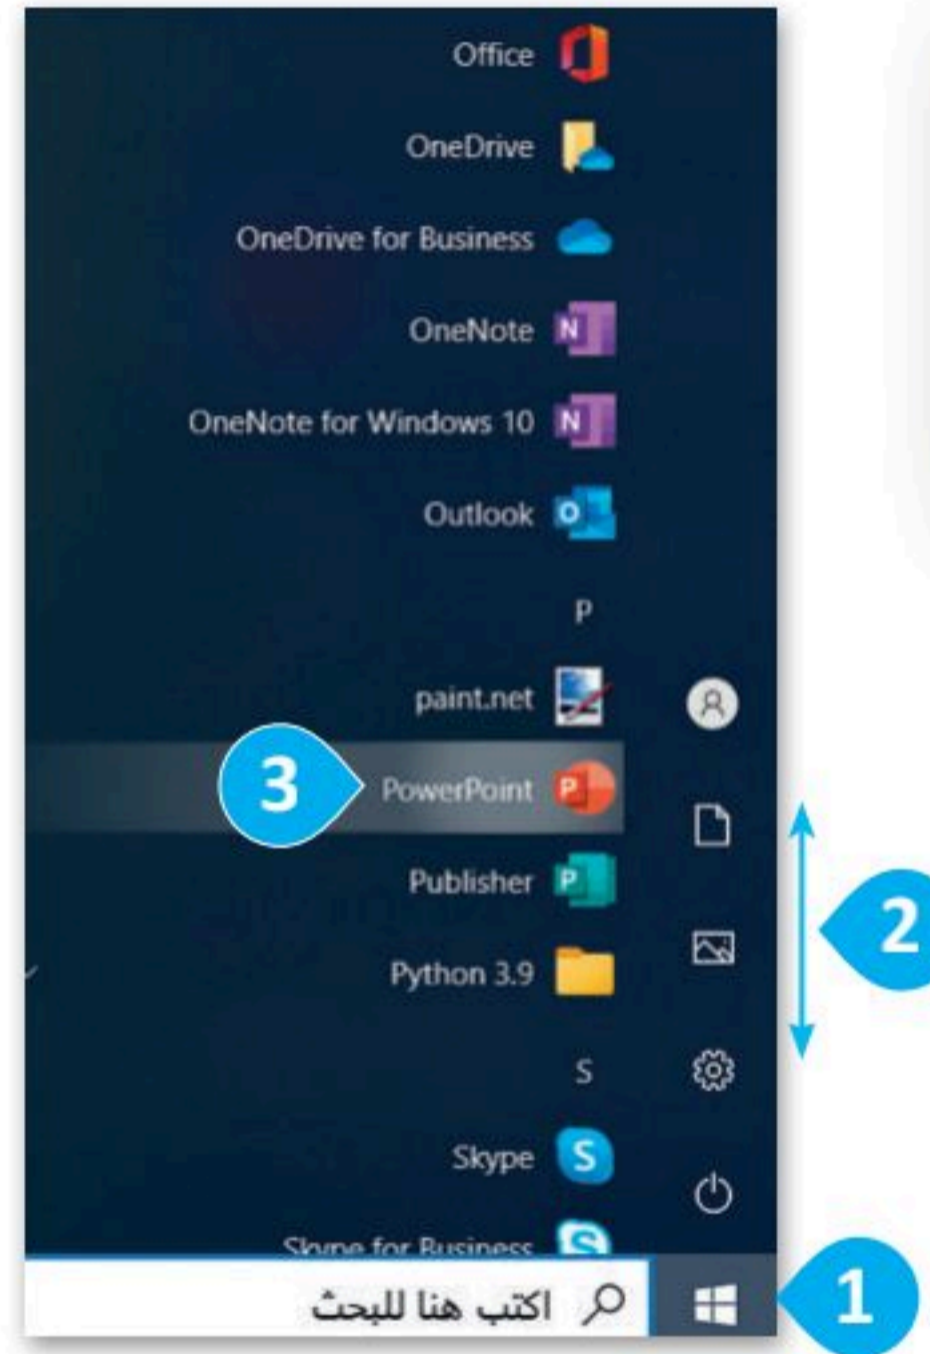 Office
OneDrive
OneDrive for Business
OneNote
OneNote for Windows 10
Outlook
P
paint.net
3
PowerPoint
Publisher
2
Python 3.9
S
Skype
Skype for Business
اكتب هنا للبحث
1